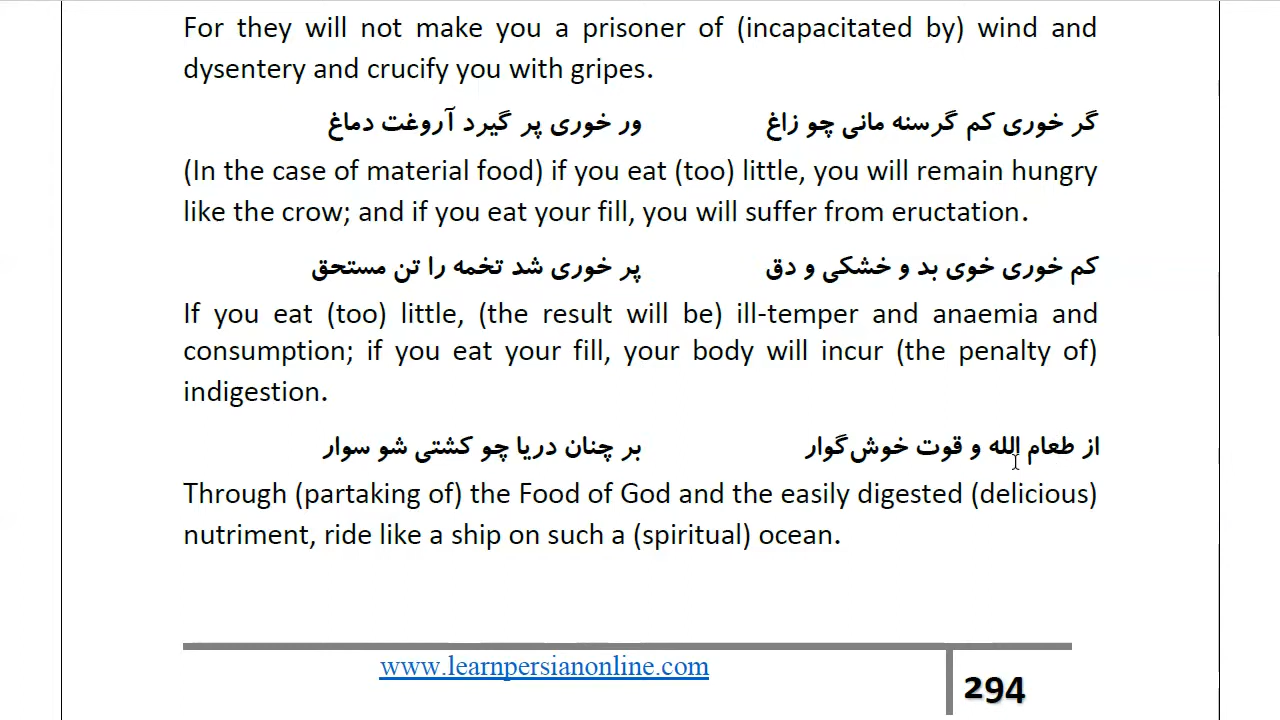 For they will not make you a prisoner of (incapacitated by) wind and
dysentery and crucify you with gripes.
گر خوری کم گرسنه مانی چو زاغ ور خوری پر گیرد آروغت دماغ
(In the case of material food) if you eat (too) little, you will remain hungry
like the crow; and if you eat your fill, you will suffer from eructation.
کم خوری خوی بد و خشکی و دق پر خوری شد تخمه را تن مستحق
If you eat (too) little, (the result will be) ill-temper and anaemia and
consumption; if you eat your fill, your body will incur (the penalty of)
indigestion.
از طعام الله و قوت خوش‌گوار بر چنان دریا چو کشتی شو سوار
Through (partaking of) the Food of God and the easily digested (delicious)
nutriment, ride like a ship on such a (spiritual) ocean.
www.learnpersianonline.com
294